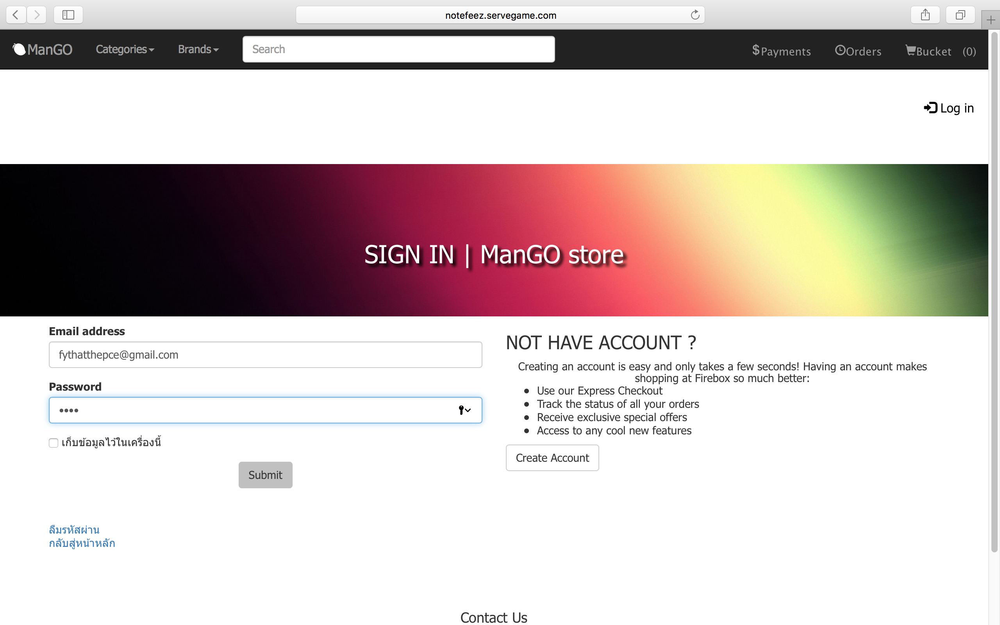 notefeez.servegame.com
ManGO Categories Brands Search $Payments Orders Bucket (0)
Log in
SIGN IN | ManGO store
Email address
fythatthepce@gmail.com
Password
••••
เก็บข้อมูลไว้ในเครื่องนี้
Submit
ลืมรหัสผ่าน
กลับสู่หน้าหลัก
NOT HAVE ACCOUNT ?
Creating an account is easy and only takes a few seconds! Having an account makes
shopping at Firebox so much better:
• Use our Express Checkout
• Track the status of all your orders
• Receive exclusive special offers
• Access to any cool new features
Create Account
Contact Us